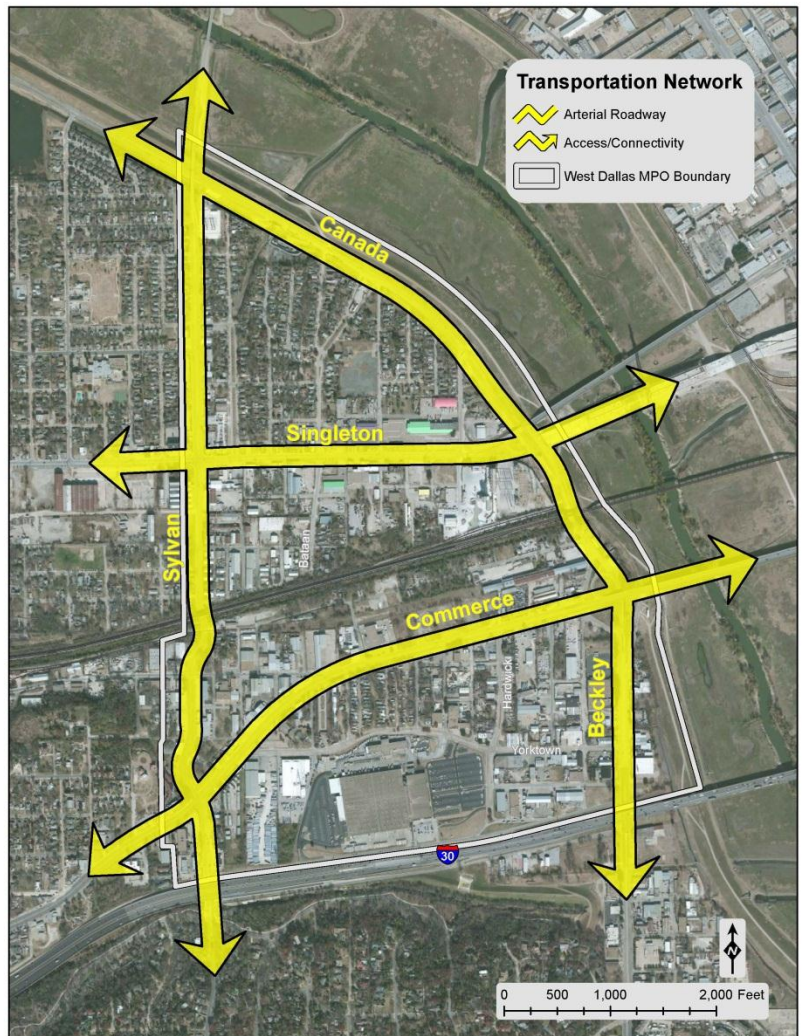 Transportation Network
Arterial Roadway
Access/Connectivity
West Dallas MPO Boundary
Canada
Singleton
Sylvan
Bataan
Commerce
Hardwick
Beckley
Yorktown
30
N
0 500 1,000 2,000 Feet